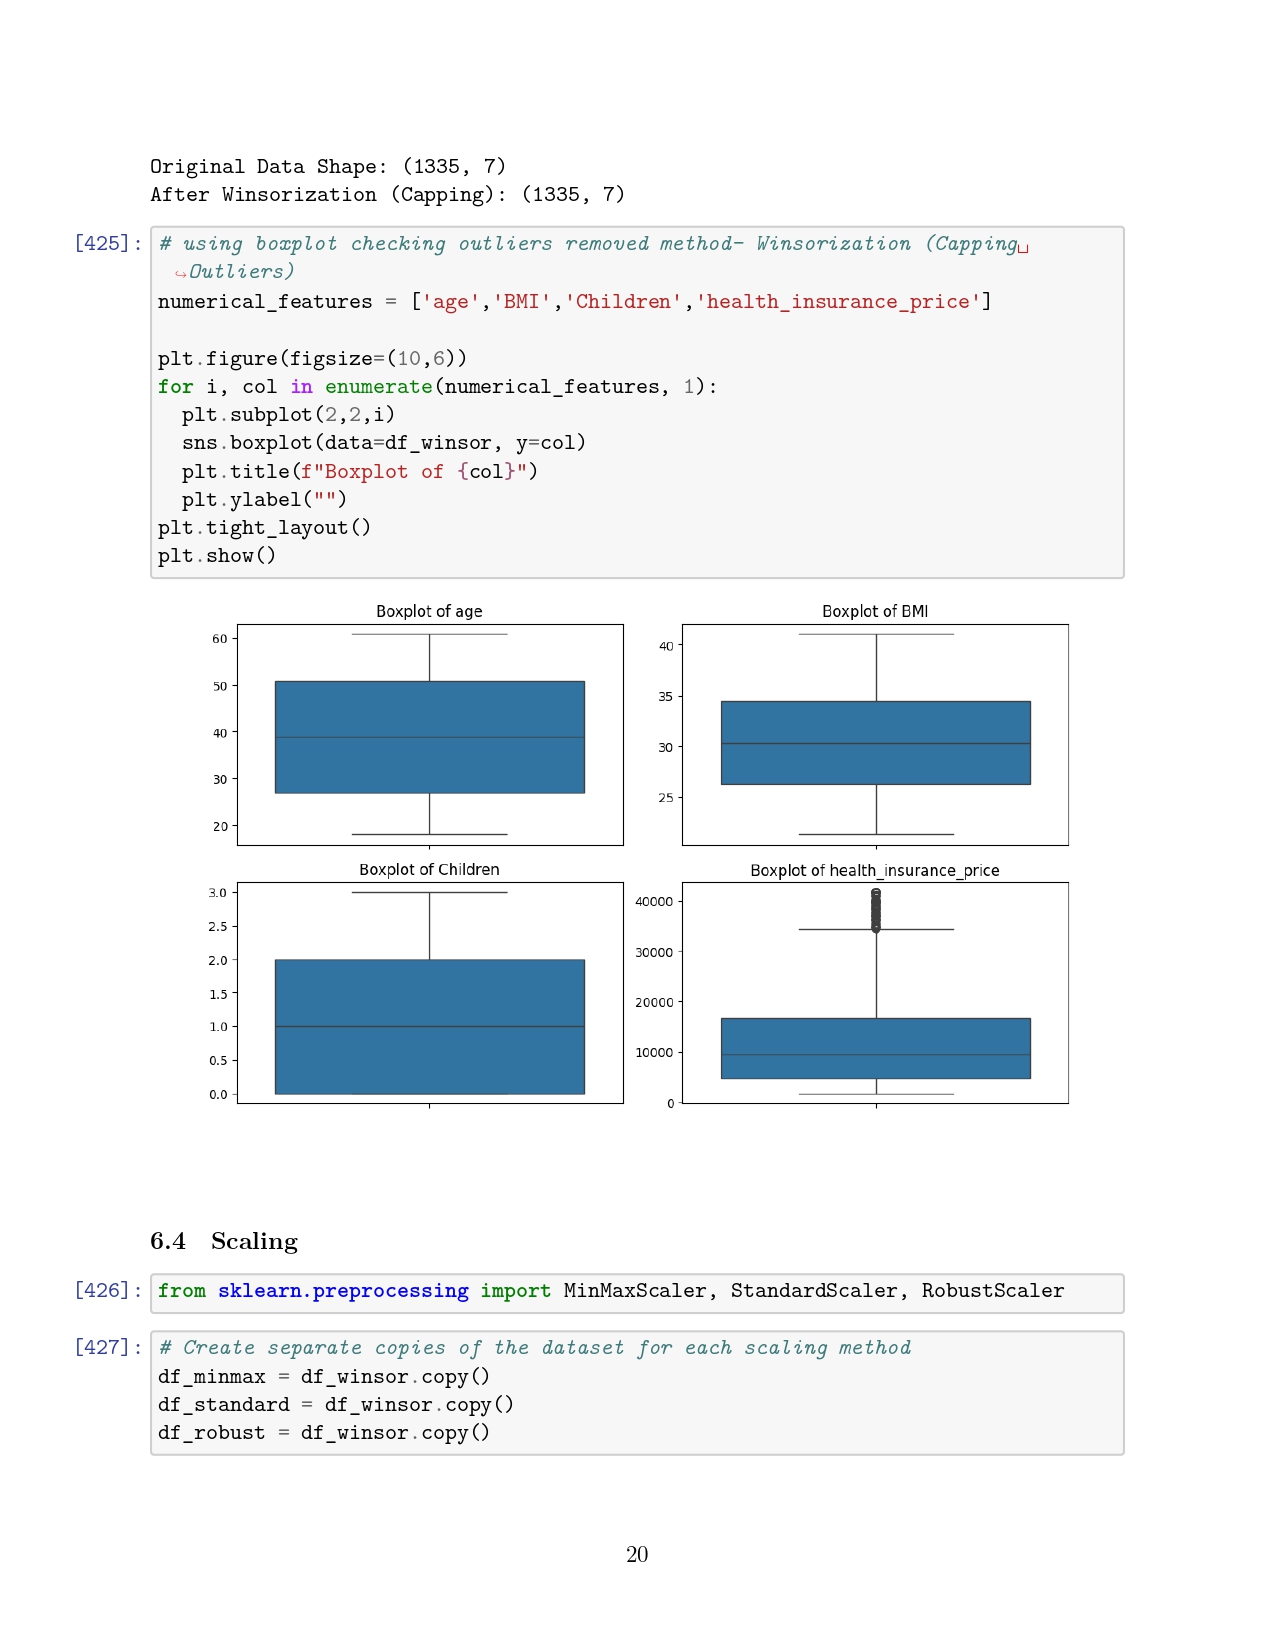 Original Data Shape: (1335, 7)
After Winsorization (Capping): (1335, 7)
[425]: # using boxplot checking outliers removed method- Winsorization (Capping␣
↪Outliers)
numerical_features = ['age','BMI','Children','health_insurance_price']
plt.figure(figsize=(10,6))
for i, col in enumerate(numerical_features, 1):
  plt.subplot(2,2,i)
  sns.boxplot(data=df_winsor, y=col)
  plt.title(f"Boxplot of {col}")
  plt.ylabel("")
plt.tight_layout()
plt.show()
Boxplot of age
60
50
40
30
20
Boxplot of BMI
40
35
30
25
Boxplot of Children
3.0
2.5
2.0
1.5
1.0
0.5
0.0
Boxplot of health_insurance_price
40000
30000
20000
10000
0
6.4 Scaling
[426]: from sklearn.preprocessing import MinMaxScaler, StandardScaler, RobustScaler
[427]: # Create separate copies of the dataset for each scaling method
df_minmax = df_winsor.copy()
df_standard = df_winsor.copy()
df_robust = df_winsor.copy()
20